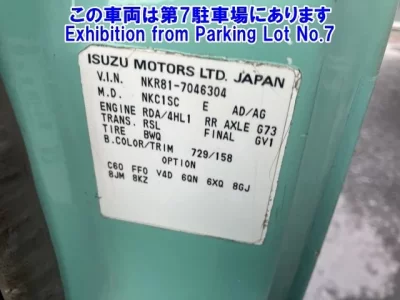 この車両は第7駐車場にあります
Exhibition from Parking Lot No.7
ISUZU MOTORS LTD. JAPAN
V.I.N. NKR81-7046304
M.D. NKC1SC E AD/AG
ENGINE RDA/4HL1 RR AXLE G73
TRANS. RSL FINAL GV1
TIRE BWQ
B.COLOR/TRIM 729/158
OPTION
C60 FF0 V4D 6QN 6XQ 8GJ
8JM 8KZ